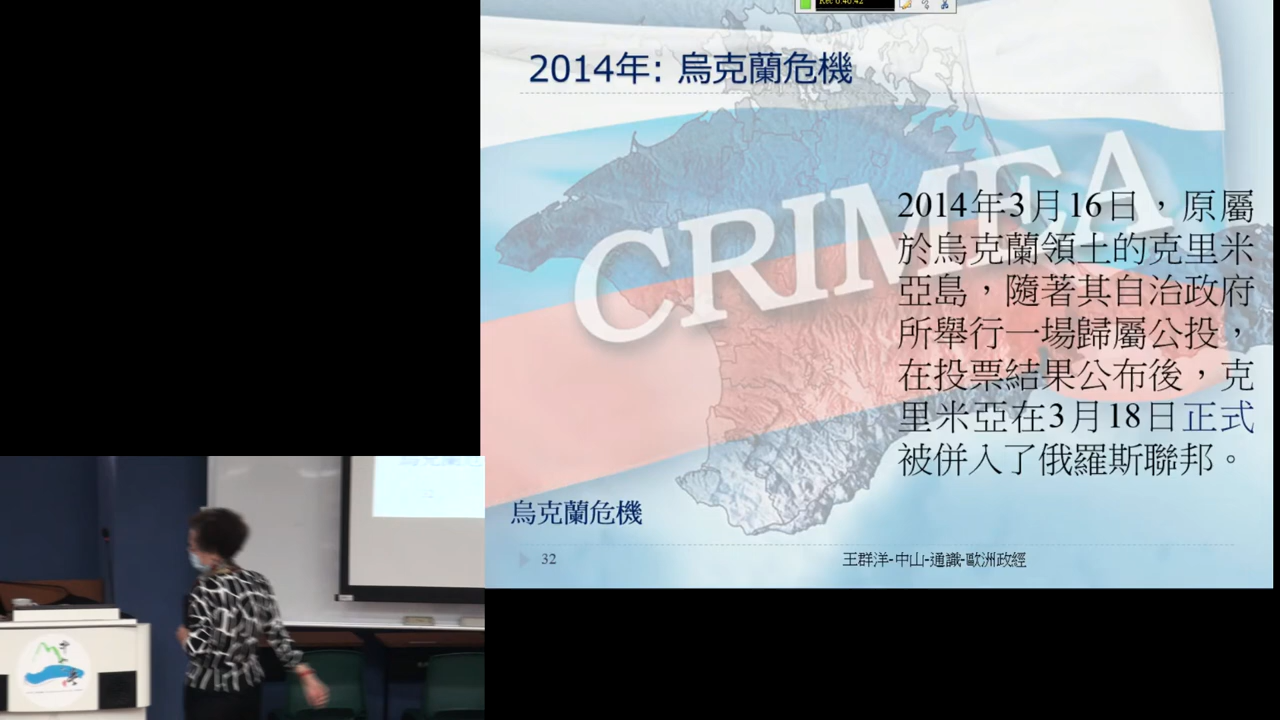 Rec 0:40:42
2014年: 烏克蘭危機
CRIMEA
2014年3月16日，原屬
於烏克蘭領土的克里米
亞島，隨著其自治政府
所舉行一場歸屬公投，
在投票結果公布後，克
里米亞在3月18日正式
被併入了俄羅斯聯邦。
烏克蘭危機
32
王群洋-中山-通識-歐洲政經